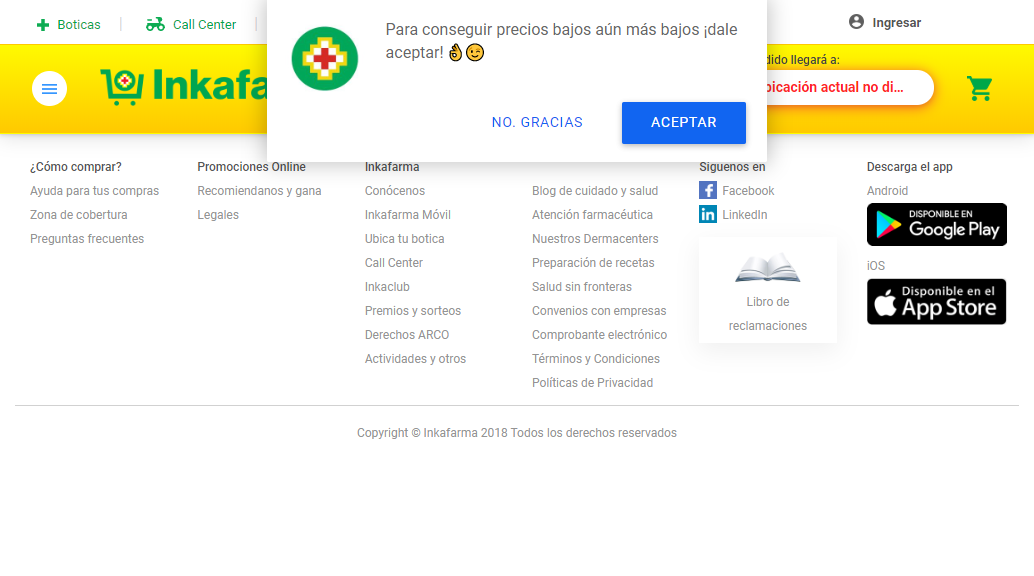 Boticas
Call Center
Para conseguir precios bajos aún más bajos ¡dale
aceptar! 👌😉
NO. GRACIAS
ACEPTAR
Ingresar
Inkafa
llegará a:
actual no di...
¿Cómo comprar?
Ayuda para tus compras
Zona de cobertura
Preguntas frecuentes
Promociones Online
Recomiendanos y gana
Legales
Inkafarma
Conócenos
Inkafarma Móvil
Ubica tu botica
Call Center
Inkaclub
Premios y sorteos
Derechos ARCO
Actividades y otros
Blog de cuidado y salud
Atención farmacéutica
Nuestros Dermacenters
Preparación de recetas
Salud sin fronteras
Convenios con empresas
Comprobante electrónico
Términos y Condiciones
Políticas de Privacidad
Síguenos en
Facebook
LinkedIn
Libro de
reclamaciones
Descarga el app
Android
DISPONIBLE EN
Google Play
iOS
Disponible en el
App Store
Copyright © Inkafarma 2018 Todos los derechos reservados